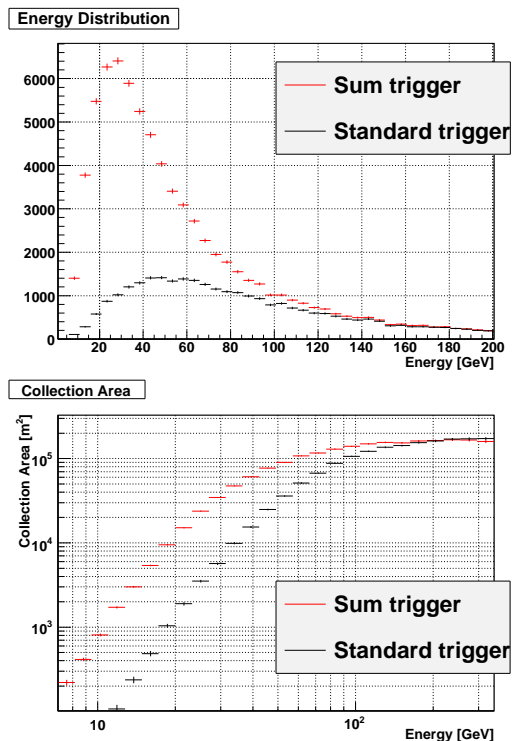 Energy Distribution
6000
5000
4000
3000
2000
1000
0
Sum trigger
Standard trigger
20 40 60 80 100 120 140 160 180 200
Energy [GeV]
Collection Area
Collection Area [m²]
10⁵
10⁴
10³
Sum trigger
Standard trigger
10 10²
Energy [GeV]